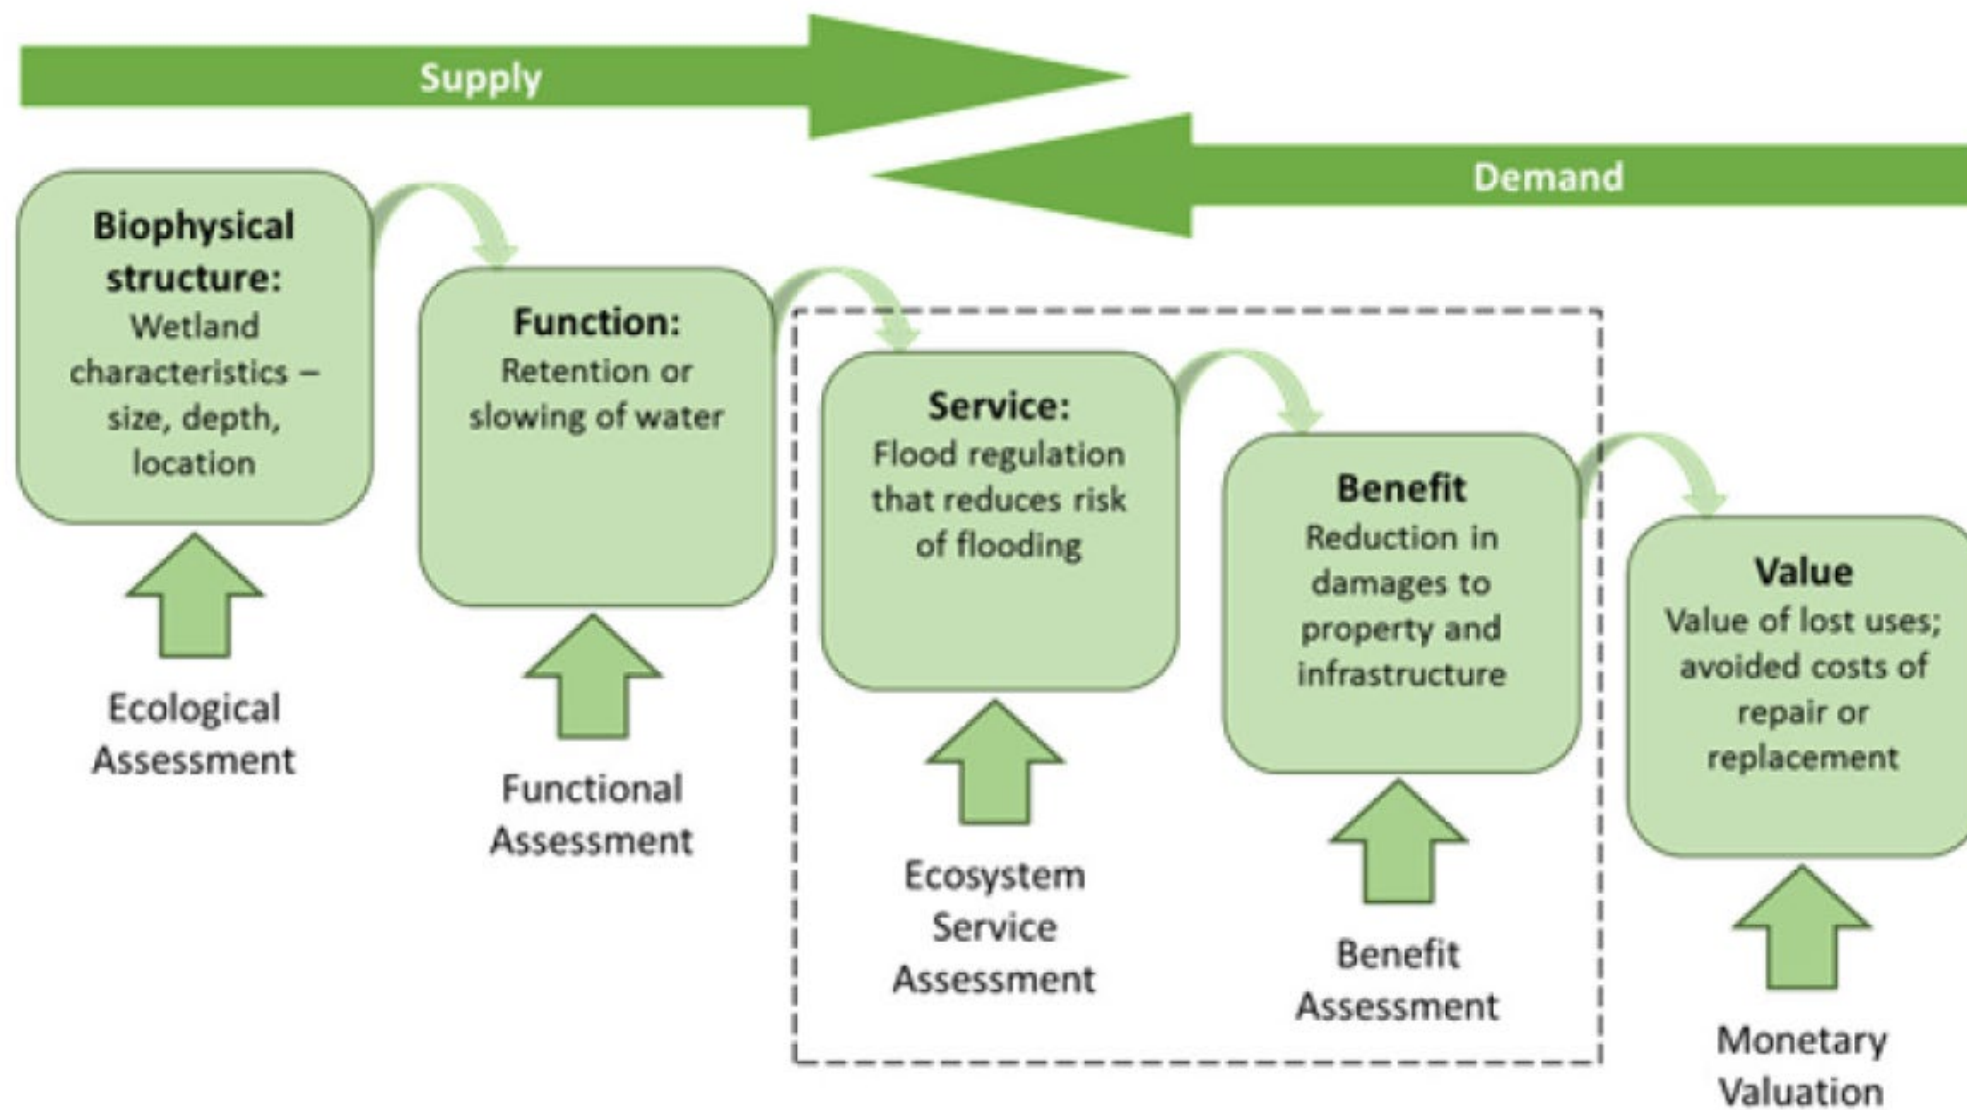 Supply
Demand
Biophysical
structure:
Wetland
characteristics –
size, depth,
location
Ecological
Assessment
Function:
Retention or
slowing of water
Functional
Assessment
Service:
Flood regulation
that reduces risk
of flooding
Ecosystem
Service
Assessment
Benefit
Reduction in
damages to
property and
infrastructure
Benefit
Assessment
Value
Value of lost uses;
avoided costs of
repair or
replacement
Monetary
Valuation